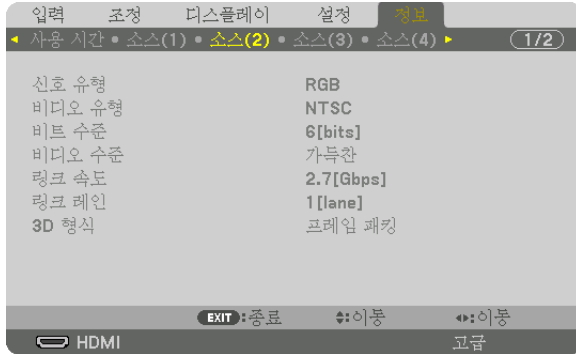 입력 조정 디스플레이 설정 정보
◄ 사용 시간 • 소스(1) • 소스(2) • 소스(3) • 소스(4) ► 1/2
신호 유형 RGB
비디오 유형 NTSC
비트 수준 6[bits]
비디오 수준 가득찬
링크 속도 2.7[Gbps]
링크 레인 1[lane]
3D 형식 프레임 패킹
EXIT :종료 :이동 :이동
HDMI 고급